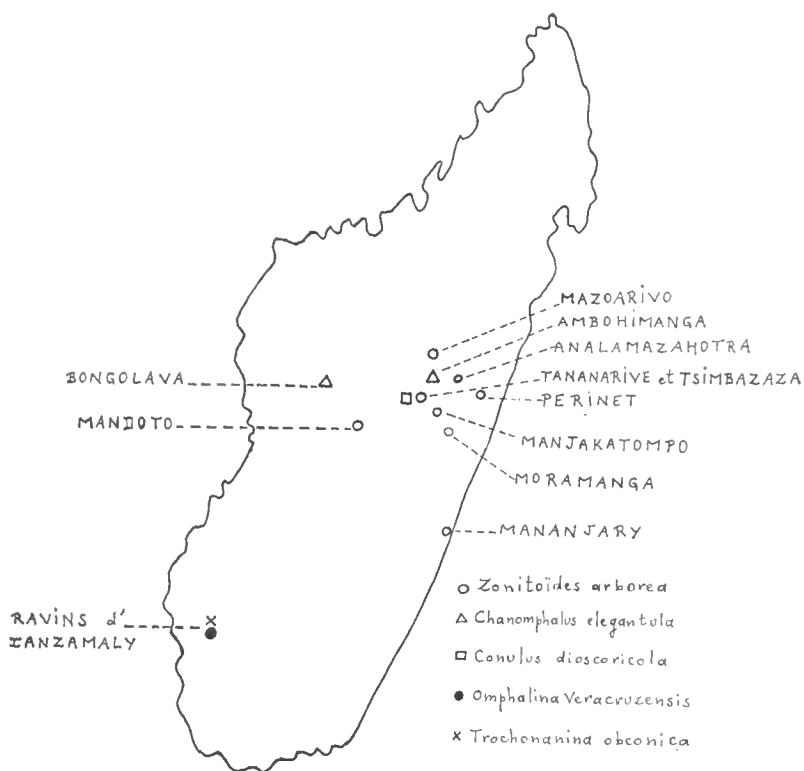 MAZOARIVO
AMBOHIMANGA
ANALAMAZAHOTRA
BONGOLAVA
TANANARIVE et TSIMBAZAZA
PERINET
MANDOTO
MANJAKATOMPO
MORAMANGA
MANANJARY
Zonitoïdes arborea
RAVINS d'
IANZAMALY
Chanomphalus elegantula
Conulus dioscoricola
Omphalina Veracruzensis
Trochonanina obconica